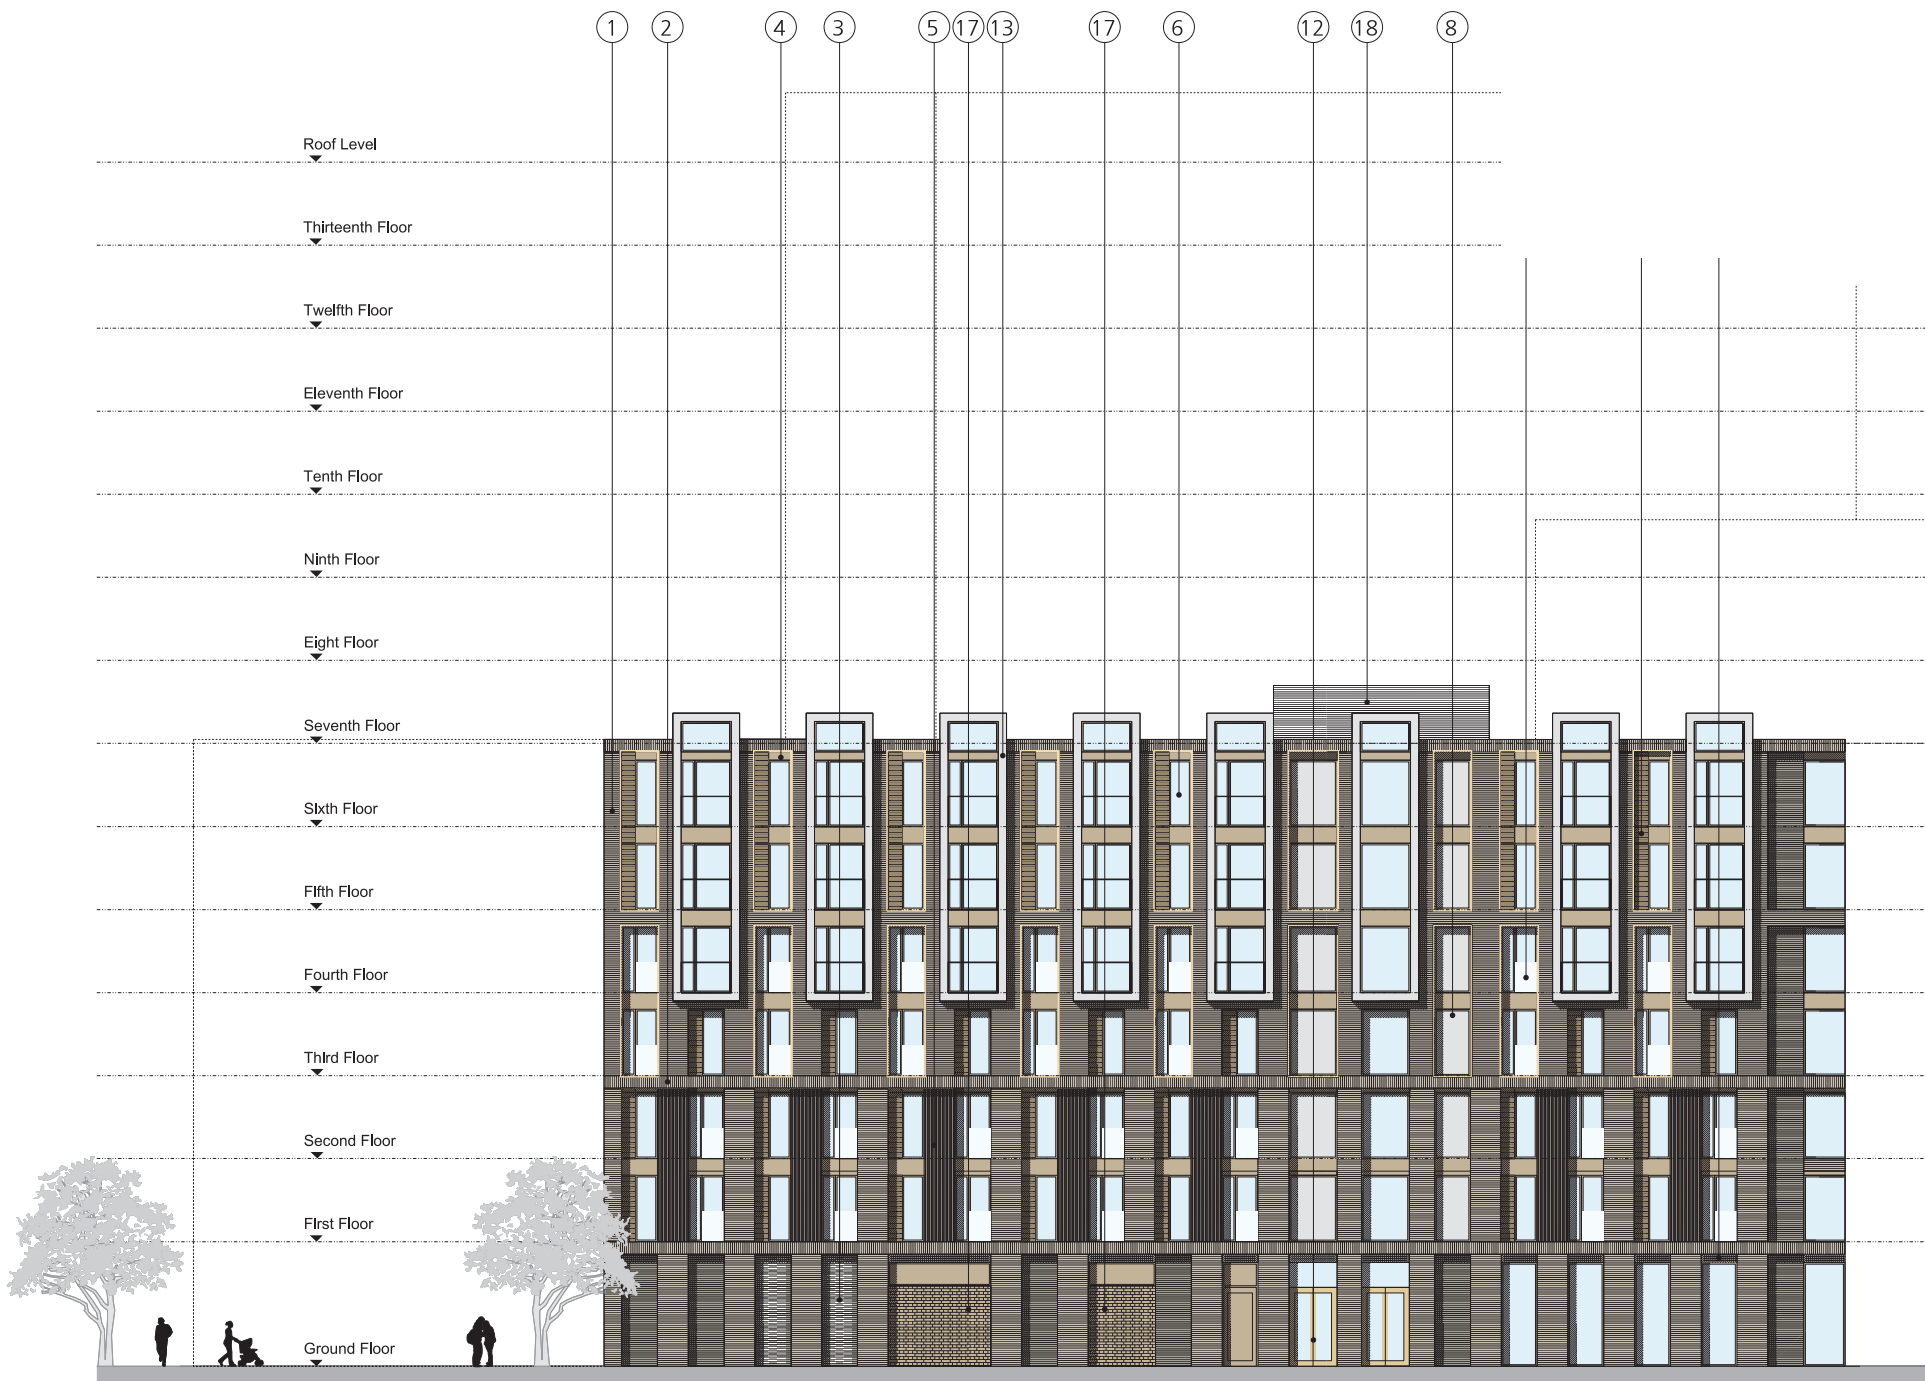 1 2 4 3 5 17 13 17 6 12 18 8
Roof Level
Thirteenth Floor
Twelfth Floor
Eleventh Floor
Tenth Floor
Ninth Floor
Eight Floor
Seventh Floor
Sixth Floor
Fifth Floor
Fourth Floor
Third Floor
Second Floor
First Floor
Ground Floor